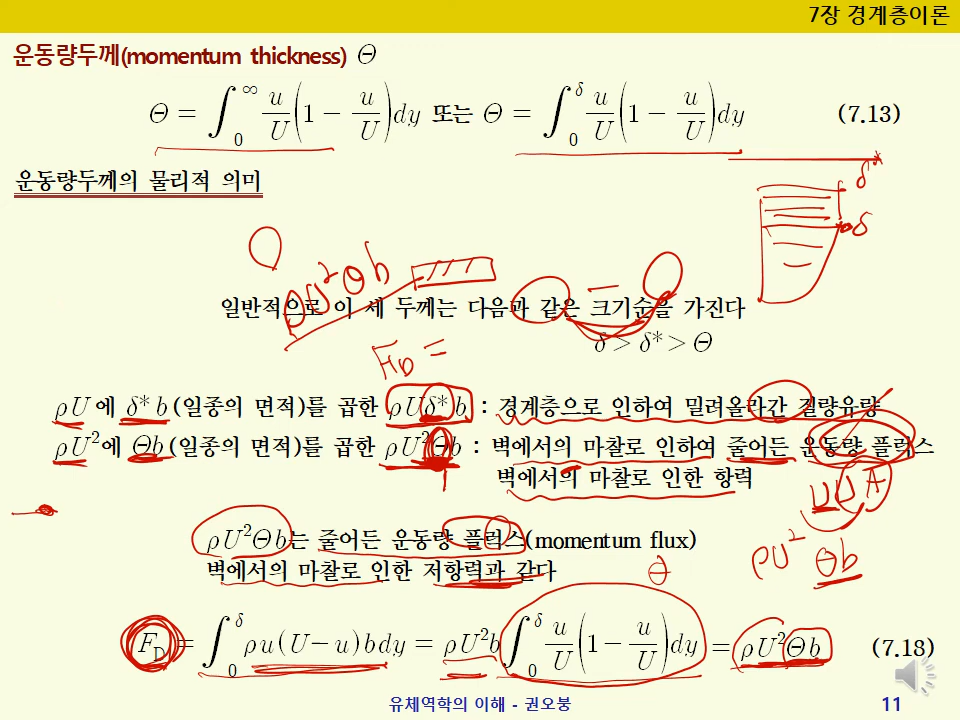 7장 경계층이론
운동량두께(momentum thickness) Θ
Θ = ∫₀^∞ u/U (1 − u/U) dy 또는 Θ = ∫₀^δ u/U (1 − u/U) dy (7.13)
δ*
운동량두께의 물리적 의미
δ
ρU²Θb
일반적으로 이 세 두께는 다음과 같은 크기순을 가진다
δ > δ* > Θ
F_D =
ρU에 δ*b(일종의 면적)를 곱한 ρUδ*b : 경계층으로 인하여 밀려올라간 질량유량
ρU²에 Θb(일종의 면적)를 곱한 ρU²Θb : 벽에서의 마찰로 인하여 줄어든 운동량 플럭스
벽에서의 마찰로 인한 항력
ρU²Θb는 줄어든 운동량 플럭스(momentum flux)
ρU²
Θb
벽에서의 마찰로 인한 저항력과 같다
θ
F_D = ∫₀^δ ρu(U−u)bdy = ρU²b ∫₀^δ u/U (1 − u/U) dy = ρU²Θb (7.18)
유체역학의 이해 - 권오붕
11